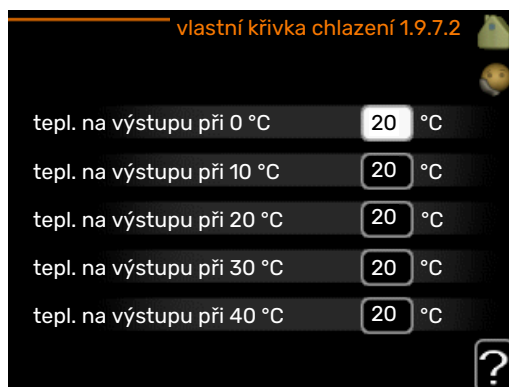 vlastní křivka chlazení 1.9.7.2
tepl. na výstupu při 0 °C 20 °C
tepl. na výstupu při 10 °C 20 °C
tepl. na výstupu při 20 °C 20 °C
tepl. na výstupu při 30 °C 20 °C
tepl. na výstupu při 40 °C 20 °C
?